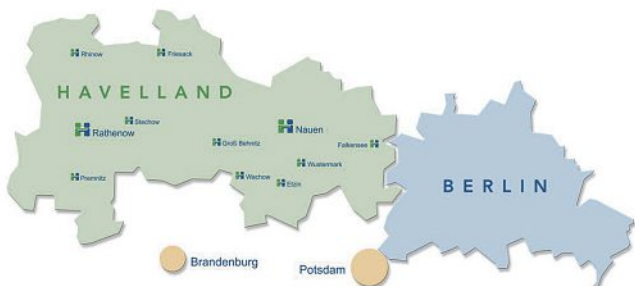 Rhinow
Friesack
HAVELLAND
Stechow
Rathenow
Nauen
Groß Behnitz
Falkensee
Wustermark
Premnitz
Wachow
Etzin
BERLIN
Brandenburg
Potsdam